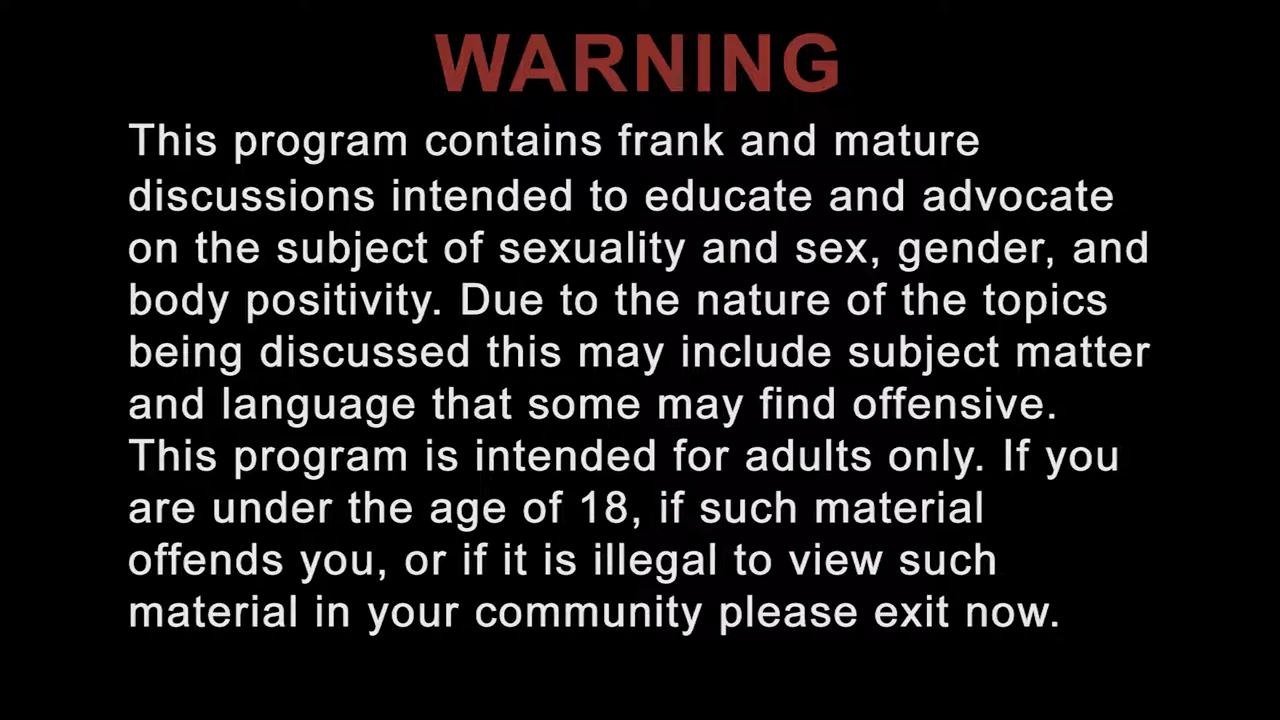 WARNING
This program contains frank and mature
discussions intended to educate and advocate
on the subject of sexuality and sex, gender, and
body positivity. Due to the nature of the topics
being discussed this may include subject matter
and language that some may find offensive.
This program is intended for adults only. If you
are under the age of 18, if such material
offends you, or if it is illegal to view such
material in your community please exit now.